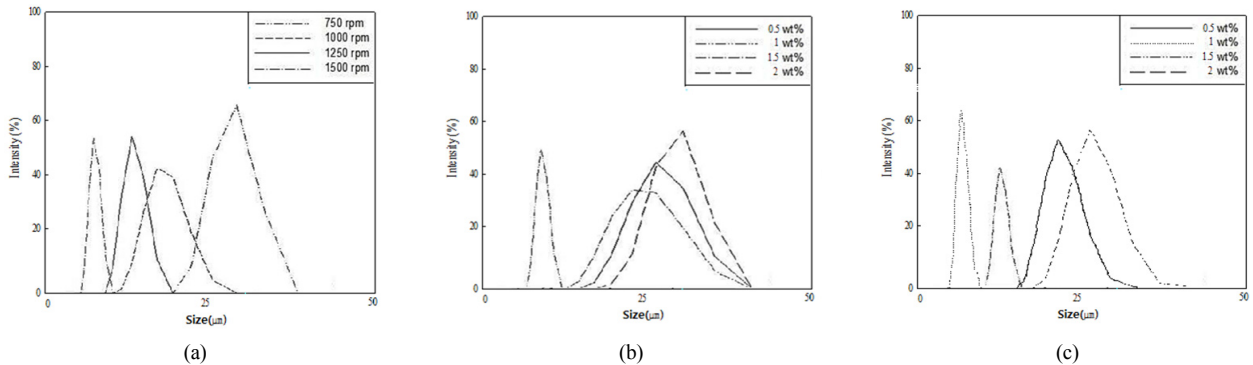 100
80
60
40
20
0
Intensity (%)
750 rpm
1000 rpm
1250 rpm
1500 rpm
0
25
50
Size(㎛)
(a)
100
80
60
40
20
0
Intensity (%)
0.5 wt%
1 wt%
1.5 wt%
2 wt%
0
25
50
Size(㎛)
(b)
100
80
60
40
20
0
Intensity (%)
0.5 wt%
1 wt%
1.5 wt%
2 wt%
0
25
50
Size(㎛)
(c)